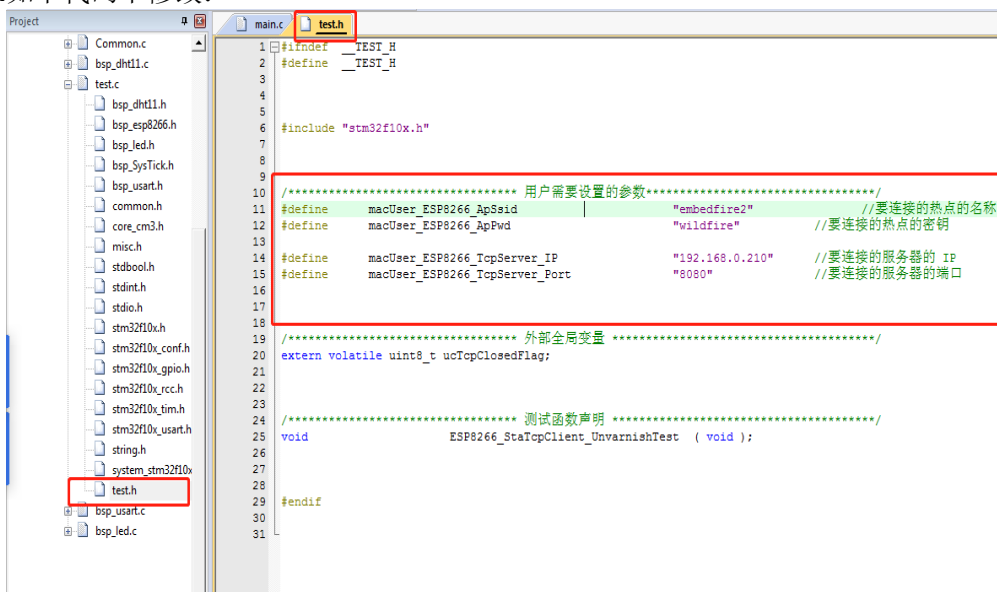 Project
Common.c
bsp_dht11.c
test.c
bsp_dht11.h
bsp_esp8266.h
bsp_led.h
bsp_SysTick.h
bsp_usart.h
common.h
core_cm3.h
misc.h
stdbool.h
stdint.h
stdio.h
stm32f10x.h
stm32f10x_conf.h
stm32f10x_gpio.h
stm32f10x_rcc.h
stm32f10x_tim.h
stm32f10x_usart.h
string.h
system_stm32f10x
test.h
bsp_usart.c
bsp_led.c
main.c test.h
1 #ifndef __TEST_H
2 #define __TEST_H
3
4
5
6 #include "stm32f10x.h"
7
8
9
10 /********************************** 用户需要设置的参数**********************************/
11 #define macUser_ESP8266_ApSsid "embedfire2" //要连接的热点的名称
12 #define macUser_ESP8266_ApPwd "wildfire" //要连接的热点的密钥
13
14 #define macUser_ESP8266_TcpServer_IP "192.168.0.210" //要连接的服务器的 IP
15 #define macUser_ESP8266_TcpServer_Port "8080" //要连接的服务器的端口
16
17
18
19 /********************************** 外部全局变量 ***************************************/
20 extern volatile uint8_t ucTcpClosedFlag;
21
22
23
24 /********************************** 测试函数声明 ***************************************/
25 void ESP8266_StaTcpClient_UnvarnishTest ( void );
26
27
28
29 #endif
30
31